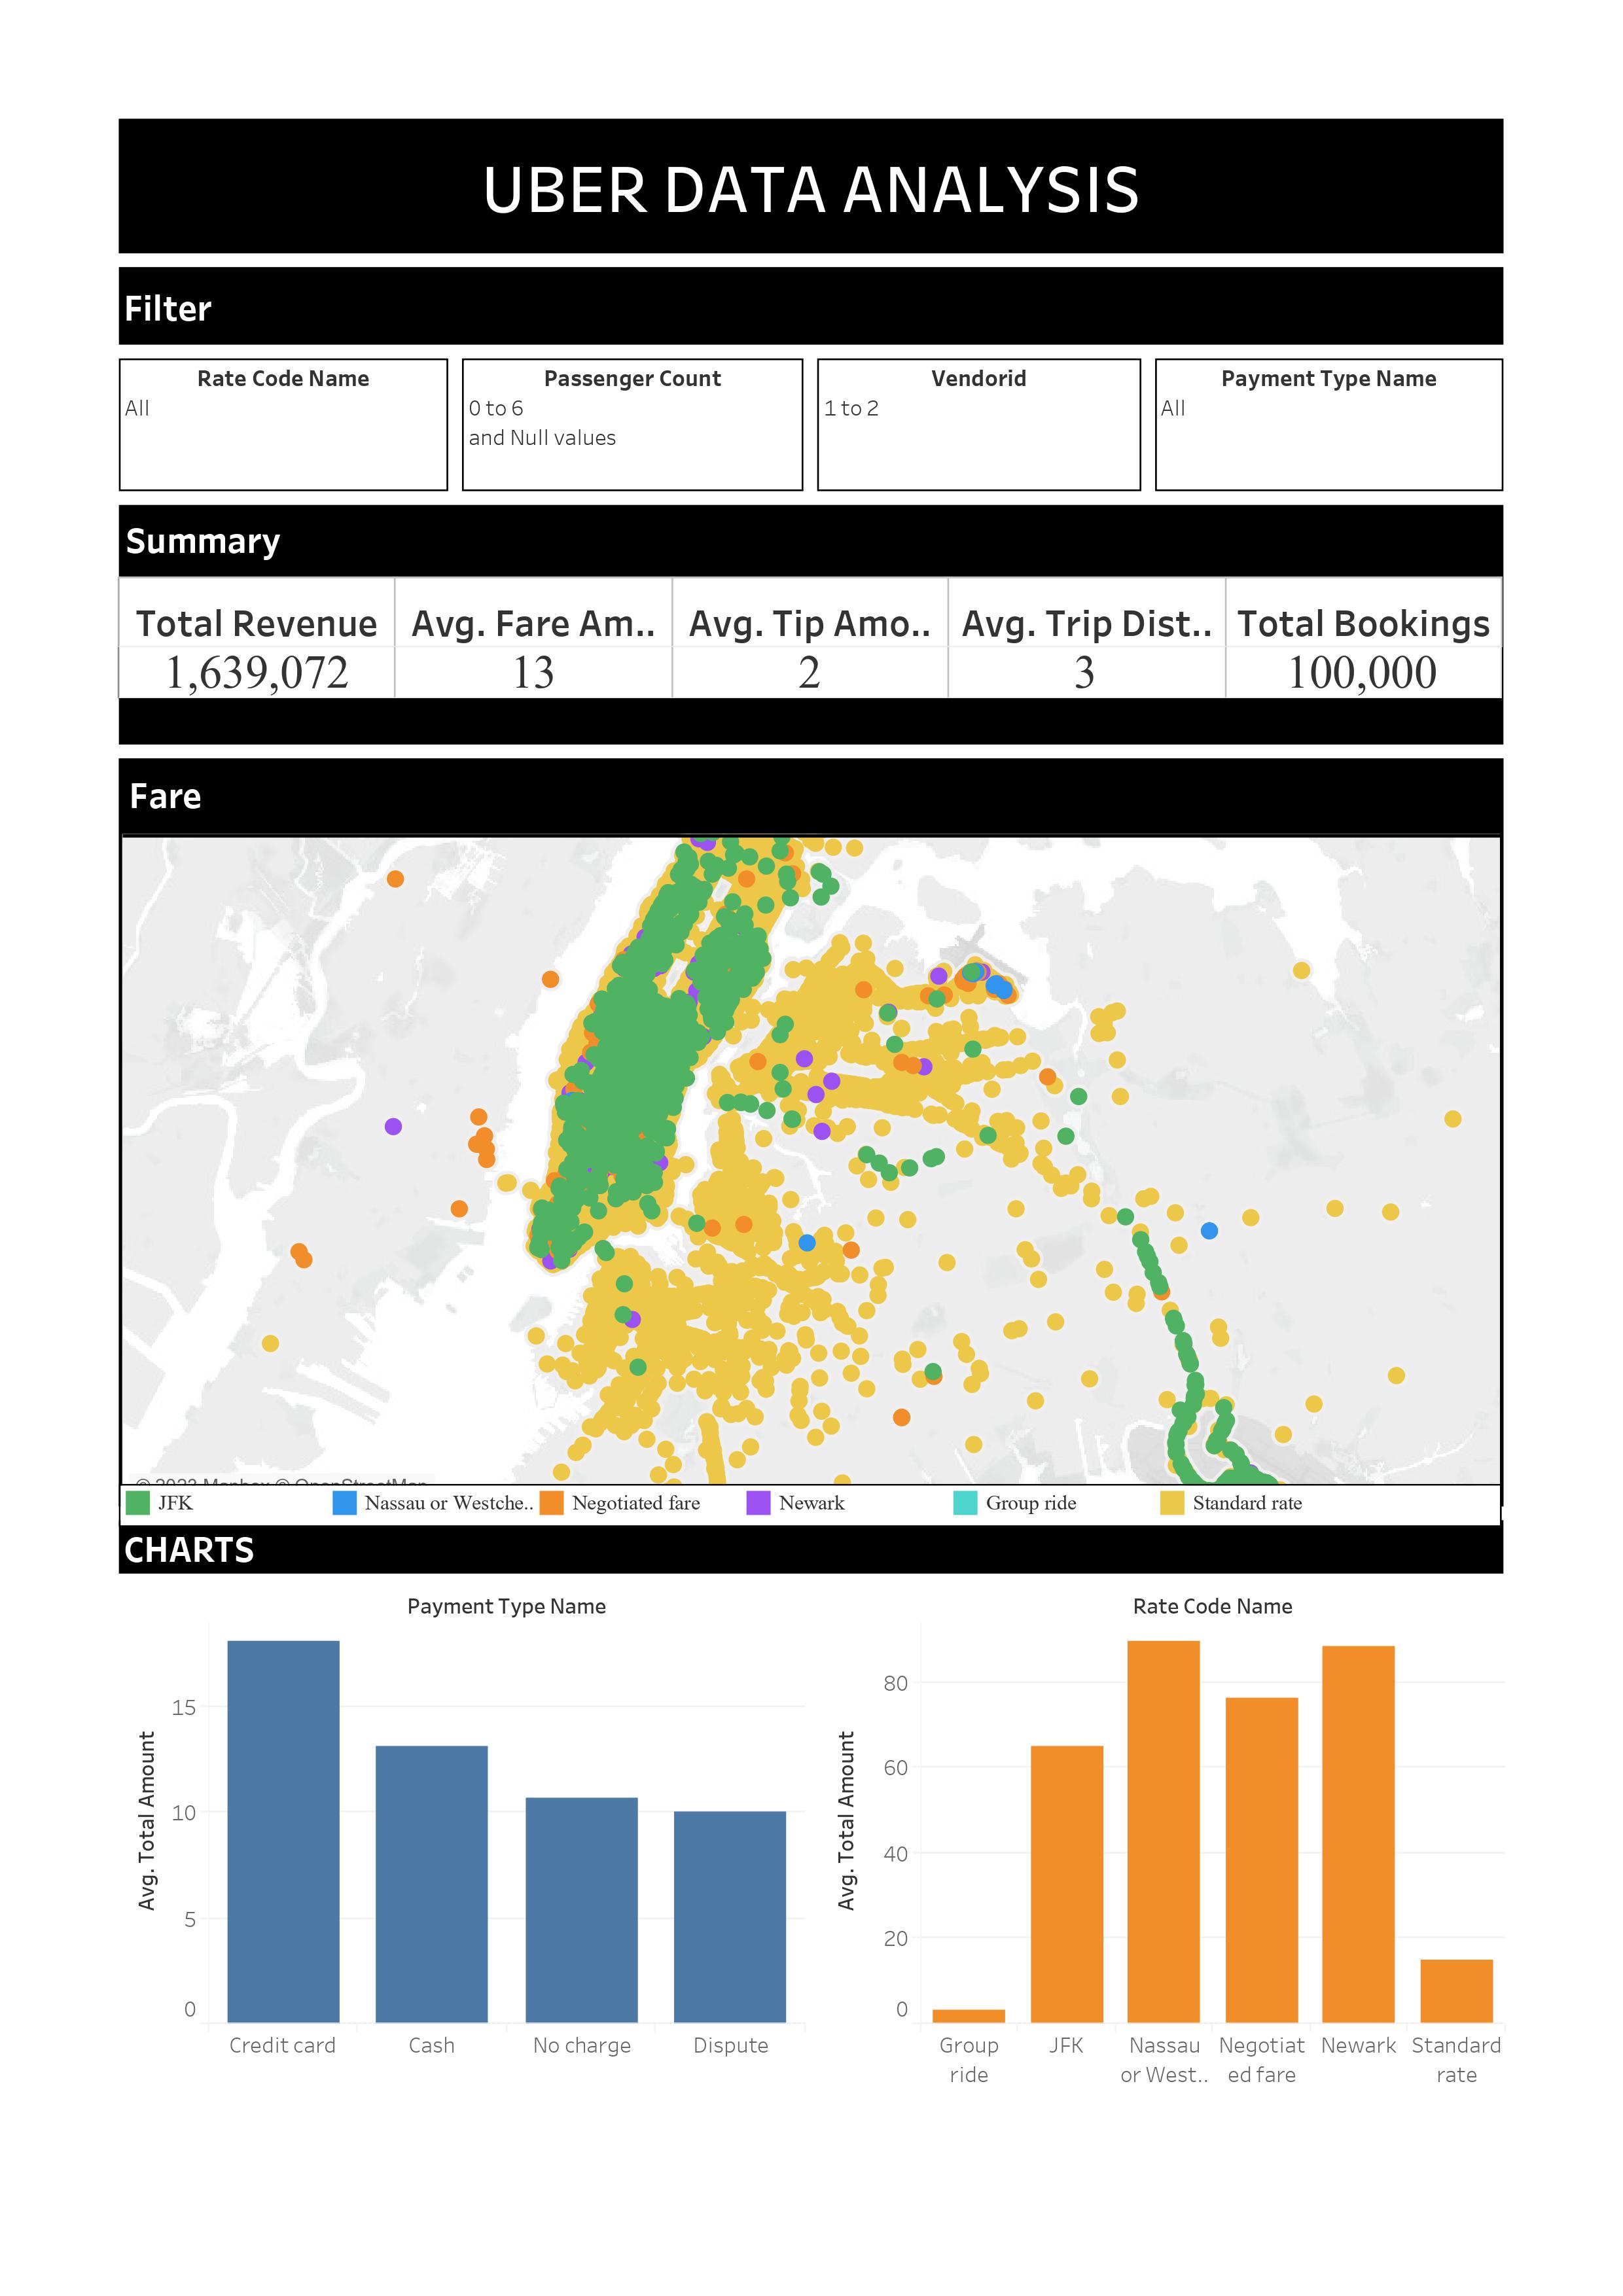 UBER DATA ANALYSIS
Filter
Rate Code Name
All
Passenger Count
0 to 6
and Null values
Vendorid
1 to 2
Payment Type Name
All
Summary
Total Revenue Avg. Fare Am.. Avg. Tip Amo.. Avg. Trip Dist.. Total Bookings
1,639,072 13 2 3 100,000
Fare
JFK Nassau or Westche.. Negotiated fare Newark Group ride Standard rate
CHARTS
Payment Type Name
Avg. Total Amount
15
10
5
0
Credit card Cash No charge Dispute
Rate Code Name
Avg. Total Amount
80
60
40
20
0
Group
ride
JFK
Nassau
or West..
Negotiat
ed fare
Newark
Standard
rate